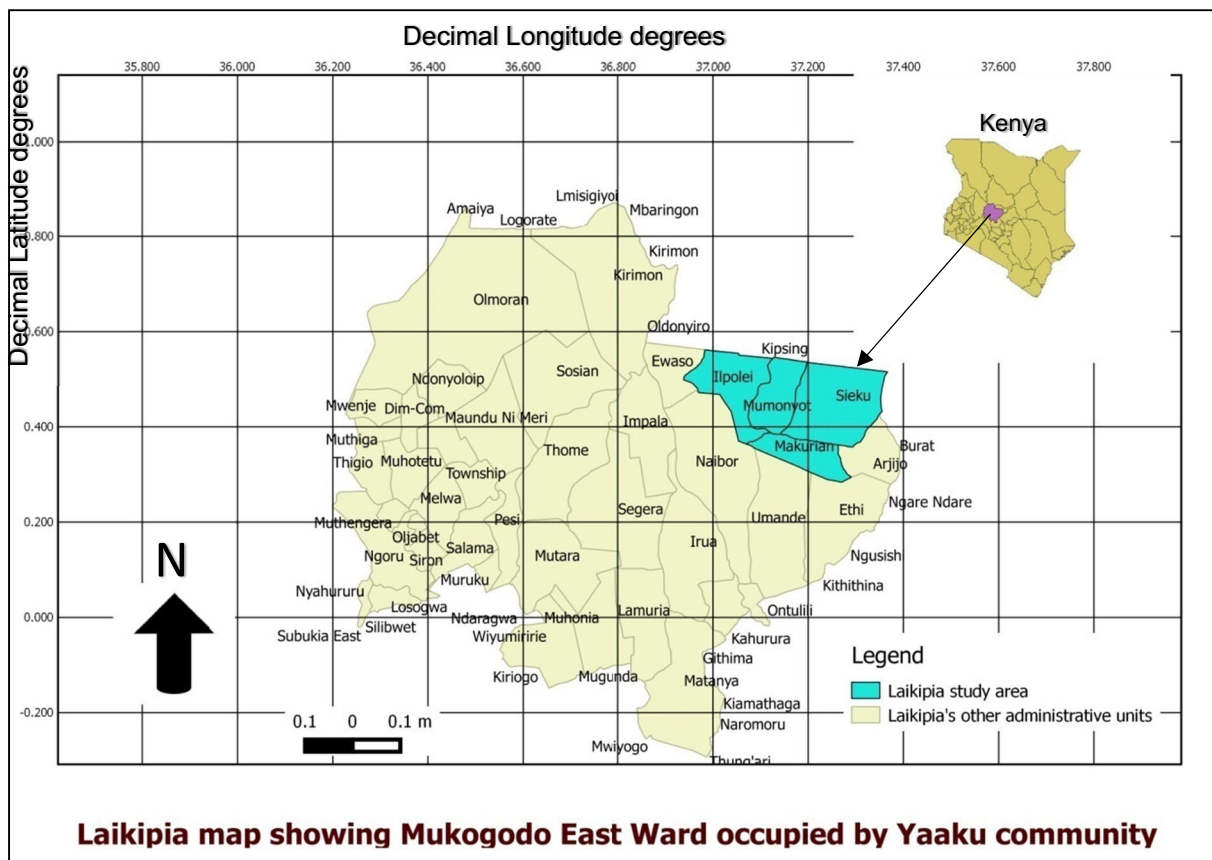 Decimal Longitude degrees
35.800 36.000 36.200 36.400 36.600 36.800 37.000 37.200 37.400 37.600 37.800
Decimal Latitude degrees
Kenya
1.000
Lmisigiyoi
Amaiya
Mbaringon
Logorate
0.800
Kirimon
Kirimon
Olmoran
Oldonyiro
0.600
Kipsing
Ewaso
Sosian
Ilpolei
Ndonyoloip
Sieku
Mwenje
Dim-Com
Mumonyot
Maundu Ni Meri
Impala
0.400
Muthiga
Makurian
Burat
Thome
Thigio
Muhotetu
Naibor
Arjijo
Township
Melwa
Ngare Ndare
Segera
Ethi
0.200
Muthengera
Pesi
Umande
Oljabet
Irua
Salama
N
Ngoru
Siron
Mutara
Ngusish
Muruku
Kithithina
Nyahururu
Losogwa
Lamuria
Ontulili
0.000
Ndaragwa
Muhonia
Silibwet
Subukia East
Wiyumiririe
Kahurura
Githima
Legend
Kiriogo
Mugunda
Matanya
Laikipia study area
Kiamathaga
-0.200
Laikipia's other administrative units
0.1 0 0.1 m
Naromoru
Mwiyogo
Thung'ari
Laikipia map showing Mukogodo East Ward occupied by Yaaku community